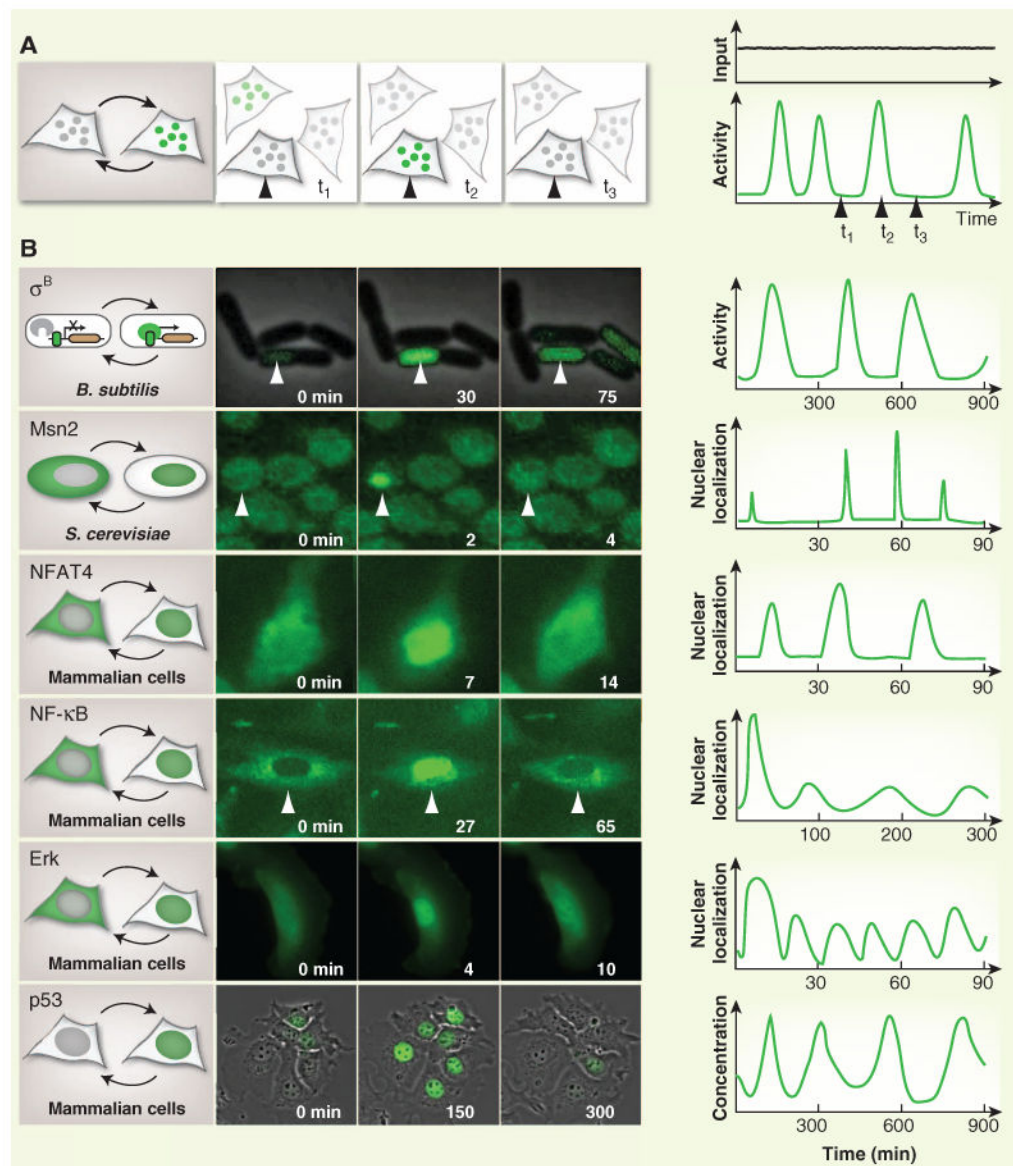 A
t1
t2
t3
Input
Activity
Time
t1
t2
t3
B
σB
B. subtilis
0 min
30
75
Activity
300
600
900
Msn2
S. cerevisiae
0 min
2
4
Nuclear
localization
30
60
90
NFAT4
Mammalian cells
0 min
7
14
Nuclear
localization
30
60
90
NF-κB
Mammalian cells
0 min
27
65
Nuclear
localization
100
200
300
Erk
Mammalian cells
0 min
4
10
Nuclear
localization
30
60
90
p53
Mammalian cells
0 min
150
300
Concentration
300
600
900
Time (min)